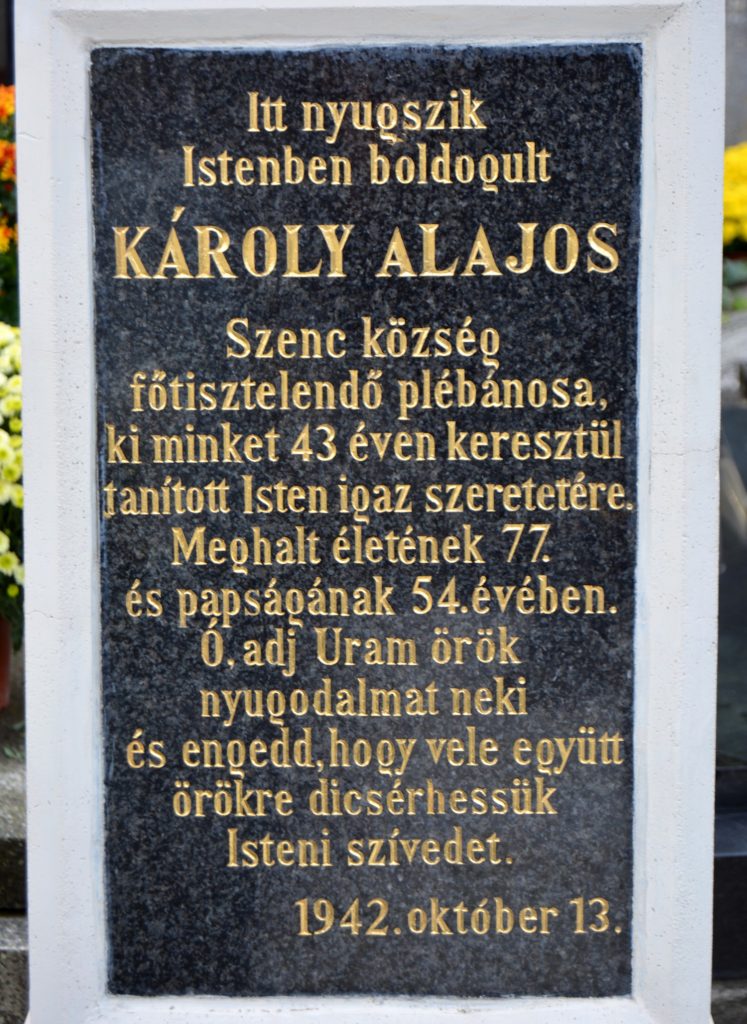 Itt nyugszik
Istenben boldogult
KÁROLY ALAJOS
Szenc község
főtisztelendő plébánosa,
ki minket 43 éven keresztül
tanított Isten igaz szeretetére.
Meghalt életének 77.
és papságának 54. évében.
Ó, adj Uram örök
nyugodalmat neki
és engedd, hogy vele együtt
örökre dicsérhessük
Isteni szívedet.
1942. október 13.